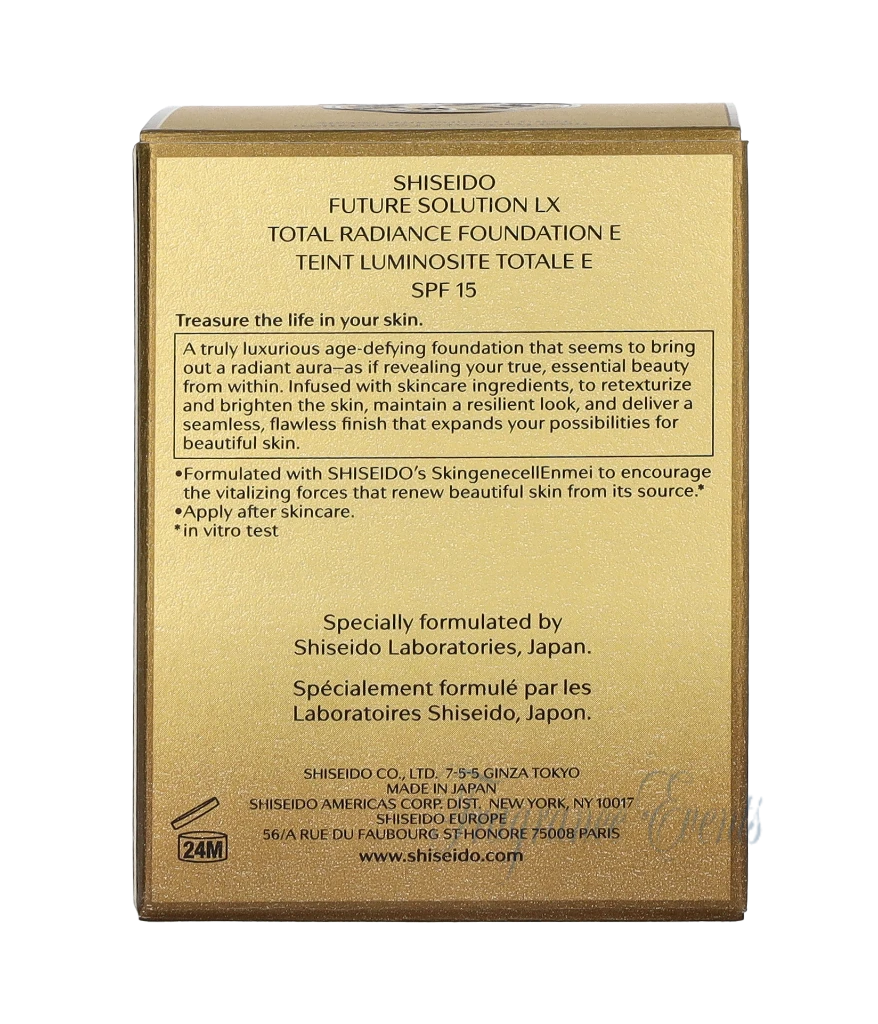 SHISEIDO
FUTURE SOLUTION LX
TOTAL RADIANCE FOUNDATION E
TEINT LUMINOSITE TOTALE E
SPF 15
Treasure the life in your skin.
A truly luxurious age-defying foundation that seems to bring
out a radiant aura–as if revealing your true, essential beauty
from within. Infused with skincare ingredients, to retexturize
and brighten the skin, maintain a resilient look, and deliver a
seamless, flawless finish that expands your possibilities for
beautiful skin.
•Formulated with SHISEIDO's SkingenecellEnmei to encourage
the vitalizing forces that renew beautiful skin from its source.*
•Apply after skincare.
*in vitro test
Specially formulated by
Shiseido Laboratories, Japan.
Spécialement formulé par les
Laboratoires Shiseido, Japon.
SHISEIDO CO., LTD. 7-5-5 GINZA TOKYO
MADE IN JAPAN
SHISEIDO AMERICAS CORP. DIST. NEW YORK, NY 10017
SHISEIDO EUROPE
56/A RUE DU FAUBOURG ST-HONORE 75008 PARIS
www.shiseido.com
24M
Fragrance Events